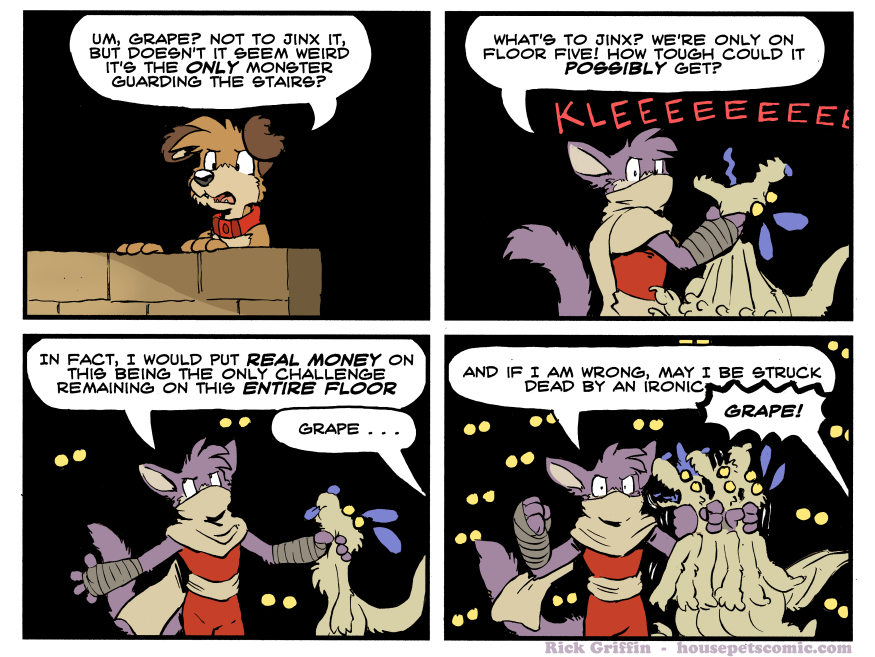 UM, GRAPE? NOT TO JINX IT,
BUT DOESN'T IT SEEM WEIRD
IT'S THE ONLY MONSTER
GUARDING THE STAIRS?
WHAT'S TO JINX? WE'RE ONLY ON
FLOOR FIVE! HOW TOUGH COULD IT
POSSIBLY GET?
KLEEEEEEEEE
IN FACT, I WOULD PUT REAL MONEY ON
THIS BEING THE ONLY CHALLENGE
REMAINING ON THIS ENTIRE FLOOR
GRAPE . . .
AND IF I AM WRONG, MAY I BE STRUCK
DEAD BY AN IRONIC
GRAPE!
Rick Griffin - housepetscomic.com